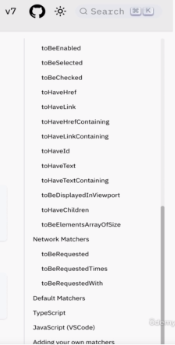 v7 Search ⌘ K
toBeEnabled
toBeSelected
toBeChecked
toHaveHref
toHaveLink
toHaveHrefContaining
toHaveLinkContaining
toHaveId
toHaveText
toHaveTextContaining
toBeDisplayedInViewport
toHaveChildren
toBeElementsArrayOfSize
Network Matchers
toBeRequested
toBeRequestedTimes
toBeRequestedWith
Default Matchers
TypeScript
JavaScript (VSCode)
Adding your own matchers